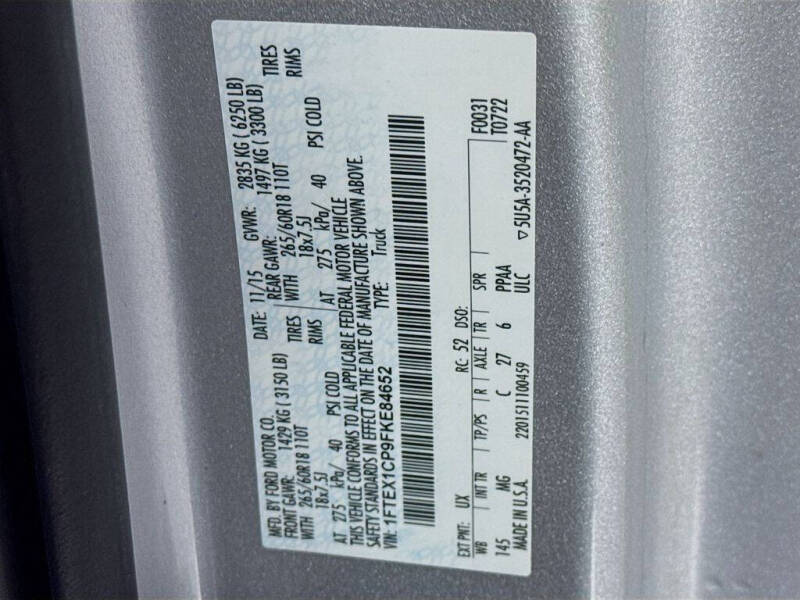 MFD. BY FORD MOTOR CO.
DATE: 11/15 GVWR: 2835 KG ( 6250 LB)
FRONT GAWR: 1429 KG ( 3150 LB) REAR GAWR: 1497 KG ( 3300 LB)
WITH 265/60R18 110T TIRES WITH 265/60R18 110T TIRES
18x7.5J RIMS 18x7.5J RIMS
AT 275 kPa/ 40 PSI COLD AT 275 kPa/ 40 PSI COLD
THIS VEHICLE CONFORMS TO ALL APPLICABLE FEDERAL MOTOR VEHICLE
SAFETY STANDARDS IN EFFECT ON THE DATE OF MANUFACTURE SHOWN ABOVE.
VIN: 1FTEX1CP9FKE84652 TYPE: Truck
EXT PNT: UX RC: 52 DSO: F0031
WB INT TR TP/PS R AXLE TR SPR T0722
145 MG C 27 6 PPAA
MADE IN U.S.A. 2201511100459 ULC ▽5U5A-3520472-AA